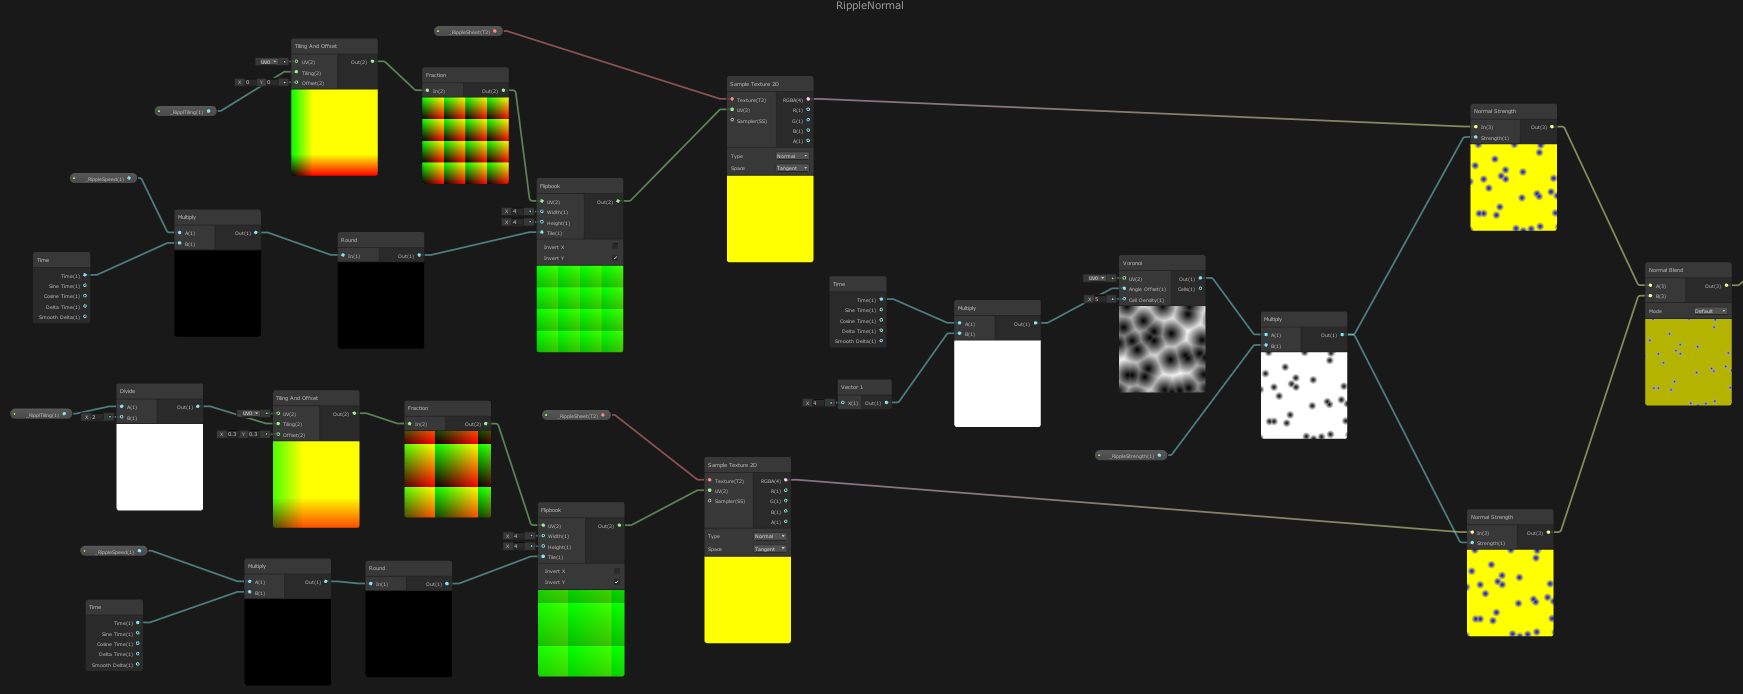 RippleNormal
_RippleSheet(T2)
Tiling And Offset
UV0
UV(2)
Out(2)
Tiling(2)
X 0 Y 0
Offset(2)
_RipplTiling(1)
Fraction
In(2)
Out(2)
Sample Texture 2D
Texture(T2)
RGBA(4)
UV(2)
R(1)
Sampler(SS)
G(1)
B(1)
A(1)
Type
Normal
Space
Tangent
_RippleSpeed(1)
Multiply
A(1)
Out(1)
B(1)
Time
Time(1)
Sine Time(1)
Cosine Time(1)
Delta Time(1)
Smooth Delta(1)
Round
In(1)
Out(1)
Flipbook
UV(2)
Out(2)
X 4
Width(1)
X 4
Height(1)
Tile(1)
Invert X
Invert Y
Normal Strength
In(3)
Out(3)
Strength(1)
Time
Time(1)
Sine Time(1)
Cosine Time(1)
Delta Time(1)
Smooth Delta(1)
Multiply
A(1)
Out(1)
B(1)
Vector 1
X 4
X(1)
Out(1)
Voronoi
UV0
UV(2)
Out(1)
Angle Offset(1)
Cells(1)
X 5
Cell Density(1)
Multiply
A(1)
Out(1)
B(1)
_RippleStrength(1)
Normal Blend
A(3)
Out(3)
B(3)
Mode
Default
Divide
_RipplTiling(1)
A(1)
Out(1)
X 2
B(1)
Tiling And Offset
UV0
UV(2)
Out(2)
Tiling(2)
X 0.3 Y 0.3
Offset(2)
Fraction
In(2)
Out(2)
_RippleSheet(T2)
Sample Texture 2D
Texture(T2)
RGBA(4)
UV(2)
R(1)
Sampler(SS)
G(1)
B(1)
A(1)
Type
Normal
Space
Tangent
_RippleSpeed(1)
Multiply
A(1)
Out(1)
B(1)
Time
Time(1)
Sine Time(1)
Cosine Time(1)
Delta Time(1)
Smooth Delta(1)
Round
In(1)
Out(1)
Flipbook
UV(2)
Out(2)
X 4
Width(1)
X 4
Height(1)
Tile(1)
Invert X
Invert Y
Normal Strength
In(3)
Out(3)
Strength(1)